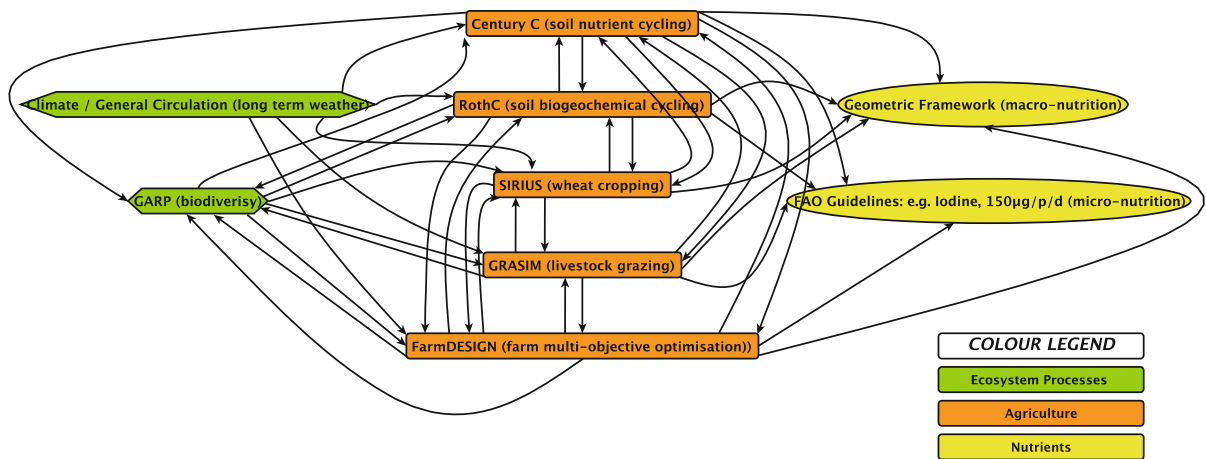 Century C (soil nutrient cycling)
Climate / General Circulation (long term weather)
RothC (soil biogeochemical cycling)
Geometric Framework (macro-nutrition)
SIRIUS (wheat cropping)
GARP (biodiverisy)
FAO Guidelines: e.g. Iodine, 150µg/p/d (micro-nutrition)
GRASIM (livestock grazing)
FarmDESIGN (farm multi-objective optimisation))
COLOUR LEGEND
Ecosystem Processes
Agriculture
Nutrients